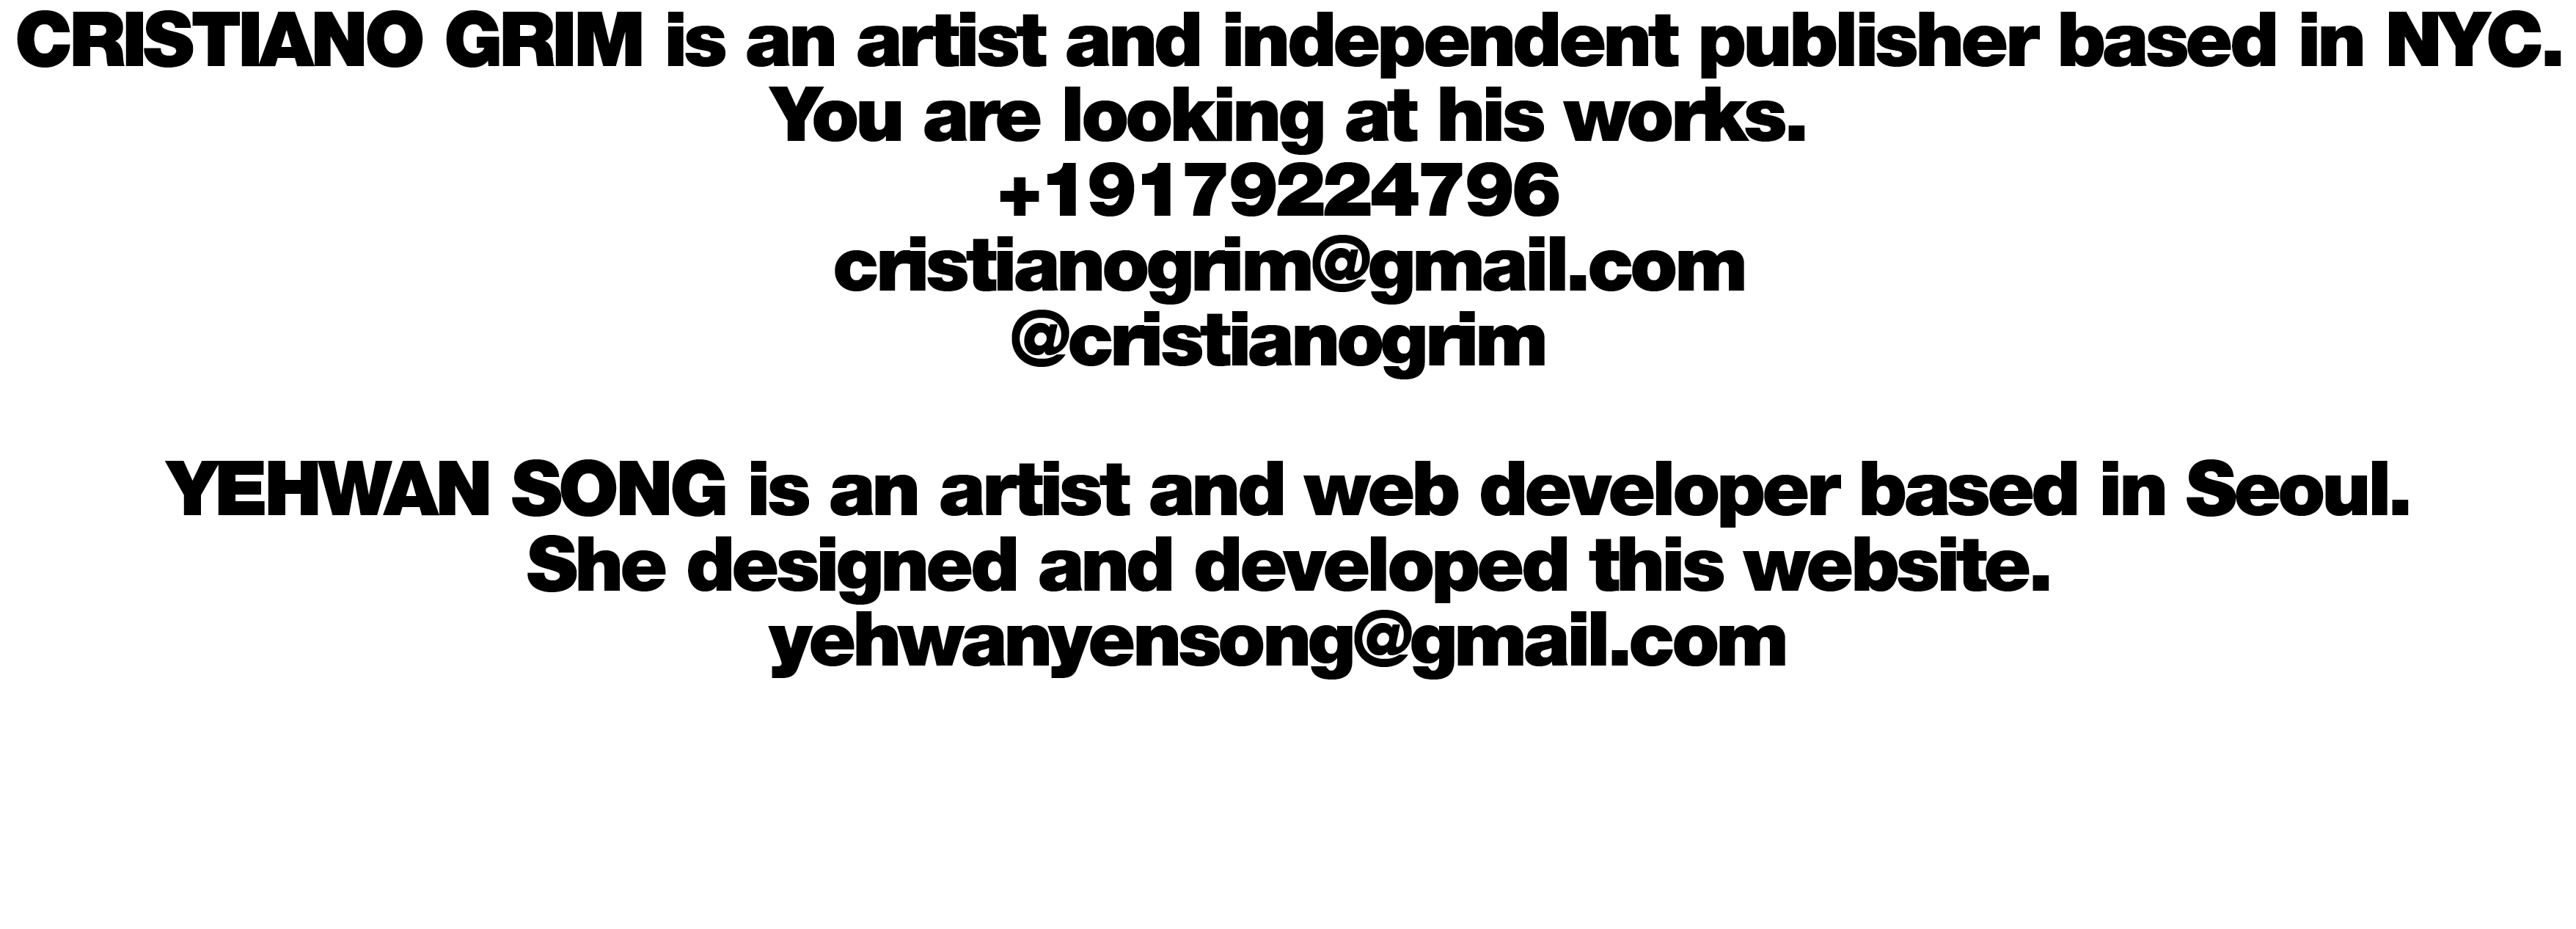 CRISTIANO GRIM is an artist and independent publisher based in NYC.
You are looking at his works.
+19179224796
cristianogrim@gmail.com
@cristianogrim
YEHWAN SONG is an artist and web developer based in Seoul.
She designed and developed this website.
yehwanyensong@gmail.com